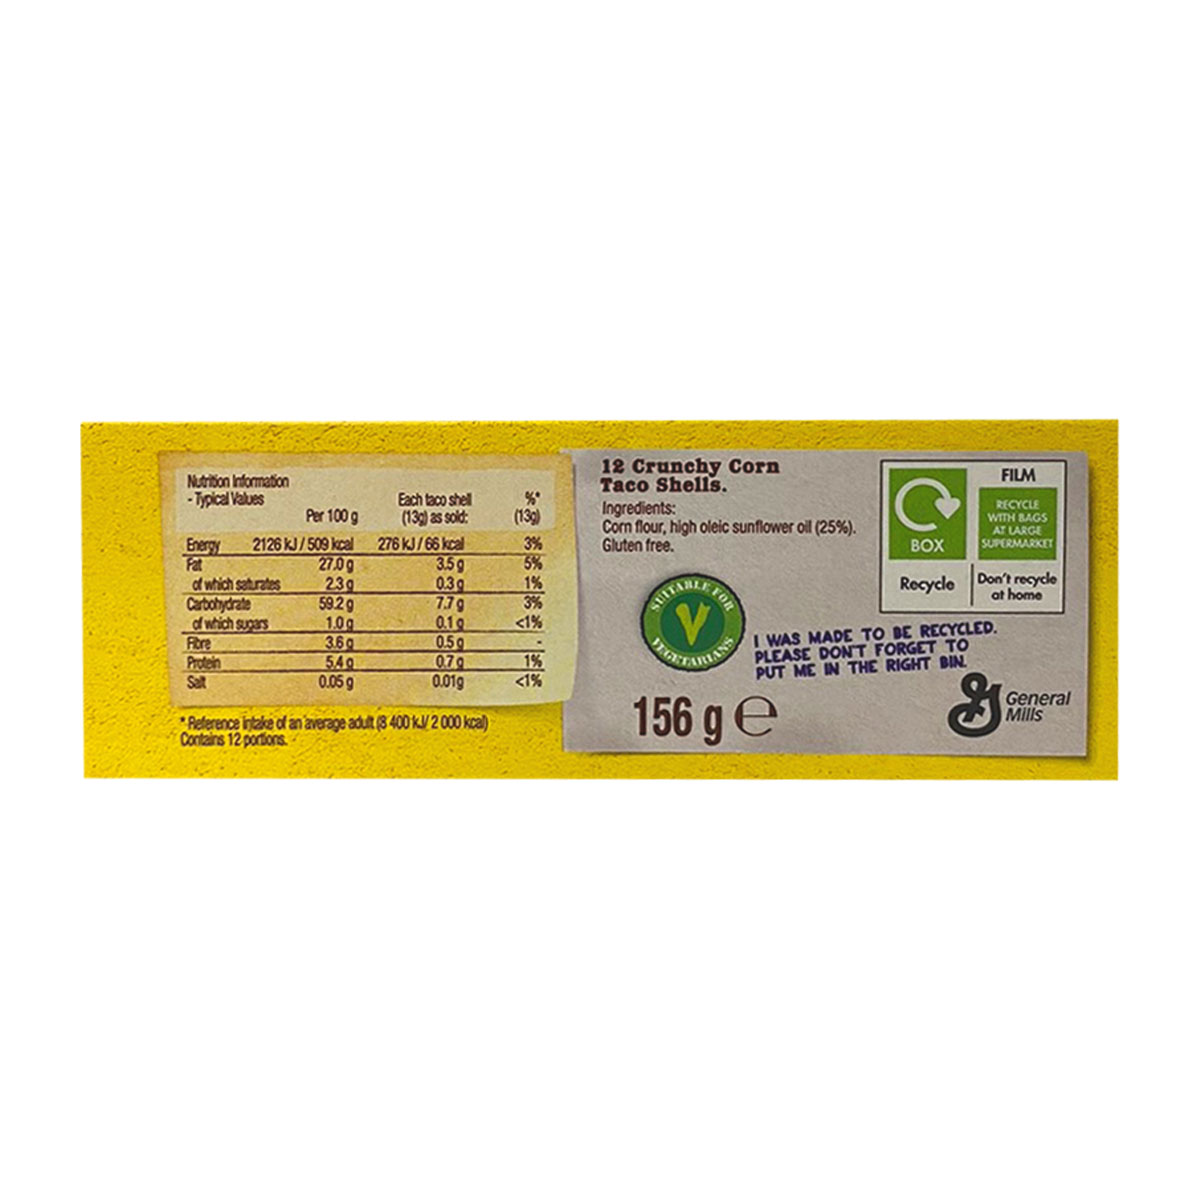 Nutrition Information
- Typical Values
Per 100 g
Each taco shell
(13g) as sold:
%*
(13g)
Energy 2126 kJ / 509 kcal 276 kJ / 66 kcal 3%
Fat 27.0 g 3.5 g 5%
of which saturates 2.3 g 0.3 g 1%
Carbohydrate 59.2 g 7.7 g 3%
of which sugars 1.0 g 0.1 g <1%
Fibre 3.6 g 0.5 g -
Protein 5.4 g 0.7 g 1%
Salt 0.05 g 0.01g <1%
* Reference intake of an average adult (8 400 kJ/ 2 000 kcal)
Contains 12 portions.
12 Crunchy Corn
Taco Shells.
Ingredients:
Corn flour, high oleic sunflower oil (25%).
Gluten free.
SUITABLE FOR
V
VEGETARIANS
156 g ℮
BOX
Recycle
FILM
RECYCLE
WITH BAGS
AT LARGE
SUPERMARKET
Don't recycle
at home
I WAS MADE TO BE RECYCLED.
PLEASE DON'T FORGET TO
PUT ME IN THE RIGHT BIN.
General
Mills